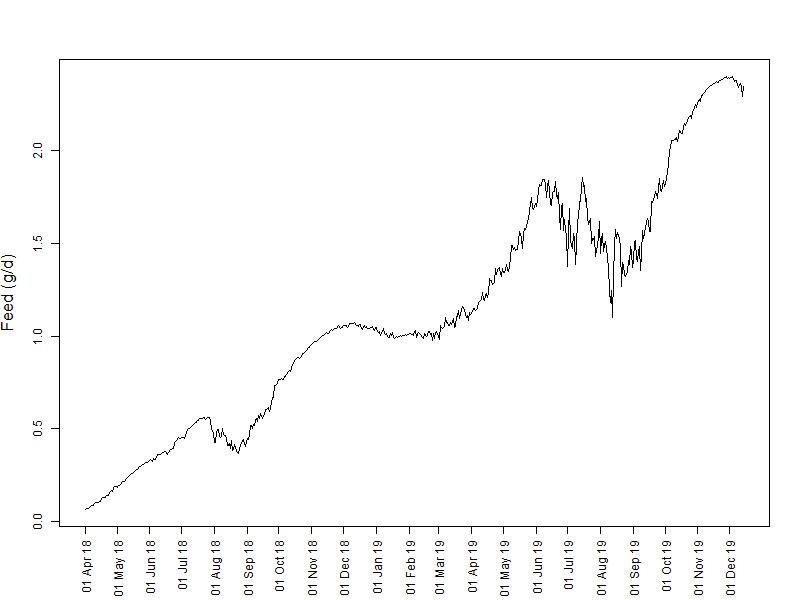 Feed (g/d)
2.0
1.5
1.0
0.5
0.0
01 Apr 18
01 May 18
01 Jun 18
01 Jul 18
01 Aug 18
01 Sep 18
01 Oct 18
01 Nov 18
01 Dec 18
01 Jan 19
01 Feb 19
01 Mar 19
01 Apr 19
01 May 19
01 Jun 19
01 Jul 19
01 Aug 19
01 Sep 19
01 Oct 19
01 Nov 19
01 Dec 19